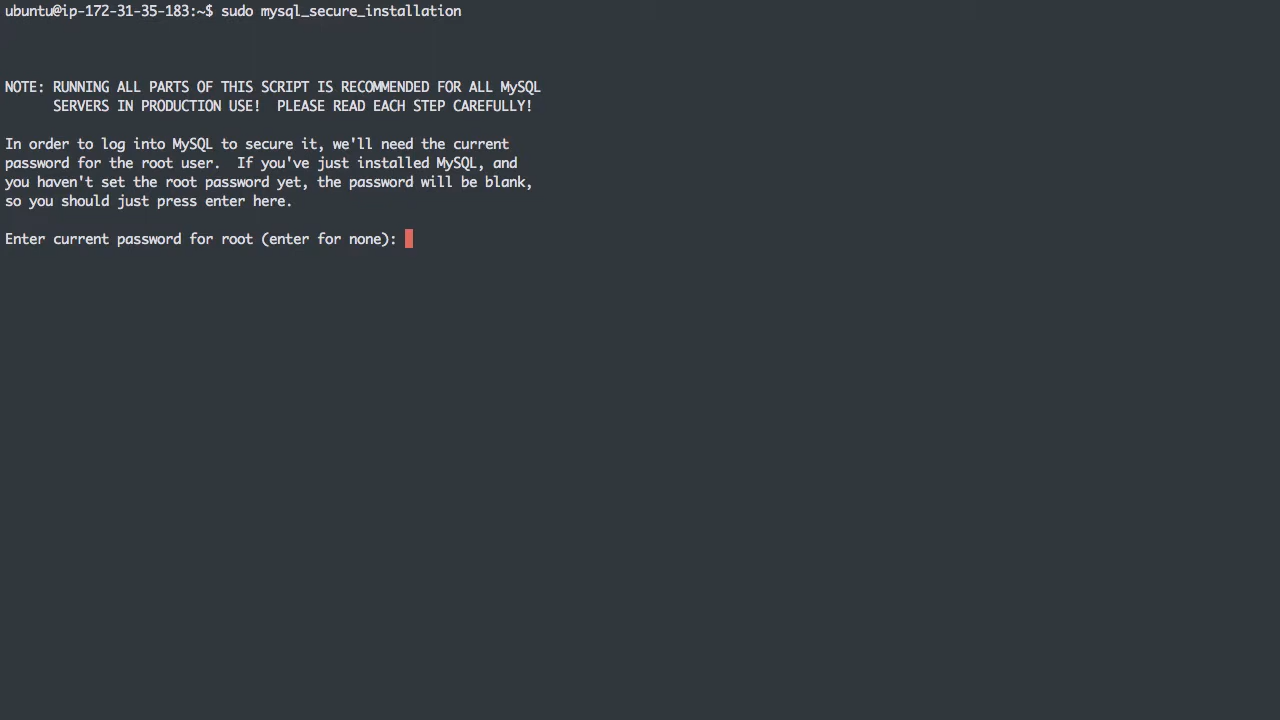 ubuntu@ip-172-31-35-183:~$ sudo mysql_secure_installation
NOTE: RUNNING ALL PARTS OF THIS SCRIPT IS RECOMMENDED FOR ALL MySQL
      SERVERS IN PRODUCTION USE!  PLEASE READ EACH STEP CAREFULLY!
In order to log into MySQL to secure it, we'll need the current
password for the root user.  If you've just installed MySQL, and
you haven't set the root password yet, the password will be blank,
so you should just press enter here.
Enter current password for root (enter for none):